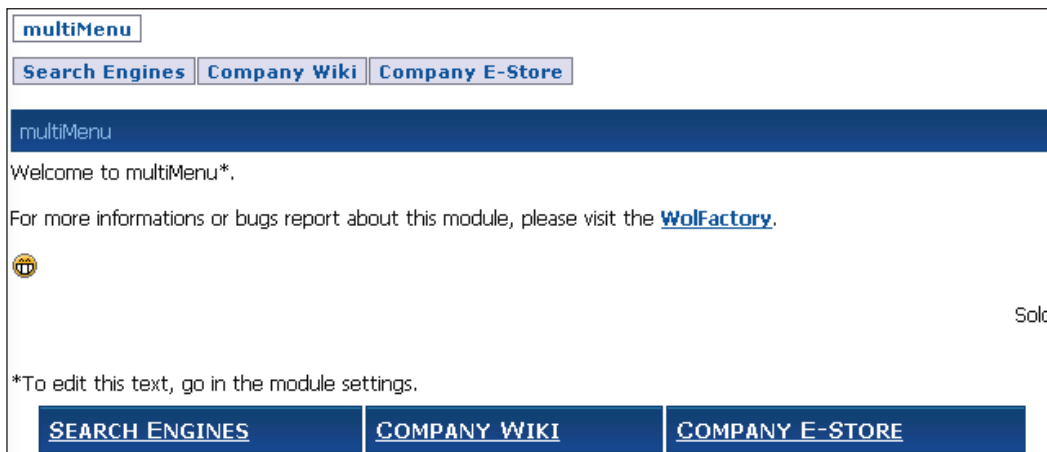 multiMenu
Search Engines Company Wiki Company E-Store
multiMenu
Welcome to multiMenu*.
For more informations or bugs report about this module, please visit the WolFactory.
*To edit this text, go in the module settings.
SEARCH ENGINES COMPANY WIKI COMPANY E-STORE